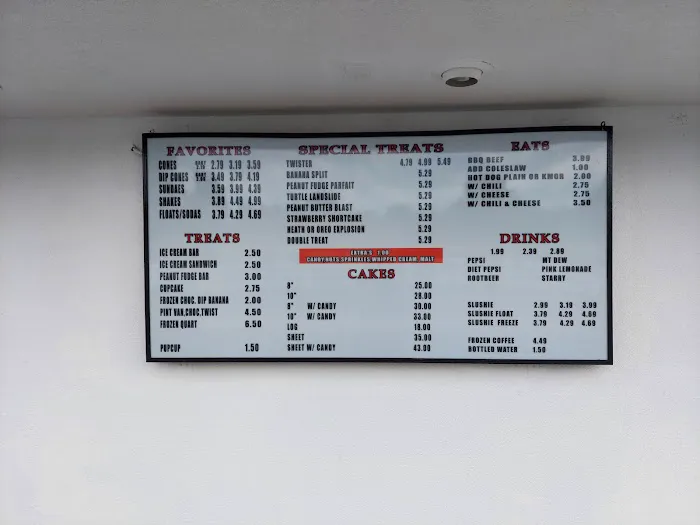 FAVORITES
CONES 2.79 3.19 3.59
DIP CONES 3.49 3.79 4.19
SUNDAES 3.59 3.99 4.39
SHAKES 3.89 4.49 4.99
FLOATS/SODAS 3.79 4.29 4.69
TREATS
ICE CREAM BAR 2.50
ICE CREAM SANDWICH 2.50
PEANUT FUDGE BAR 3.00
CUPCAKE 2.75
FROZEN CHOC. DIP BANANA 2.00
PINT VAN.CHOC.TWIST 4.50
FROZEN QUART 6.50
PUPCUP 1.50
SPECIAL TREATS
TWISTER 4.79 4.99 5.49
BANANA SPLIT 5.29
PEANUT FUDGE PARFAIT 5.29
TURTLE LANDSLIDE 5.29
PEANUT BUTTER BLAST 5.29
STRAWBERRY SHORTCAKE 5.29
HEATH OR OREO EXPLOSION 5.29
DOUBLE TREAT 5.29
EXTRA'S 1.00
CANDY,NUTS,SPRINKLES,WHIPPED CREAM, MALT
CAKES
8" 25.00
10" 28.00
8" W/ CANDY 30.00
10" W/ CANDY 33.00
LOG 18.00
SHEET 35.00
SHEET W/ CANDY 43.00
EATS
BBQ BEEF 3.99
ADD COLESLAW 1.00
HOT DOG PLAIN OR KMOB 2.00
W/ CHILI 2.75
W/ CHEESE 2.75
W/ CHILI & CHEESE 3.50
DRINKS
1.99 2.39 2.89
PEPSI MT DEW
DIET PEPSI PINK LEMONADE
ROOTBEER STARRY
SLUSHIE 2.99 3.19 3.99
SLUSHIE FLOAT 3.79 4.29 4.69
SLUSHIE FREEZE 3.79 4.29 4.69
FROZEN COFFEE 4.49
BOTTLED WATER 1.50